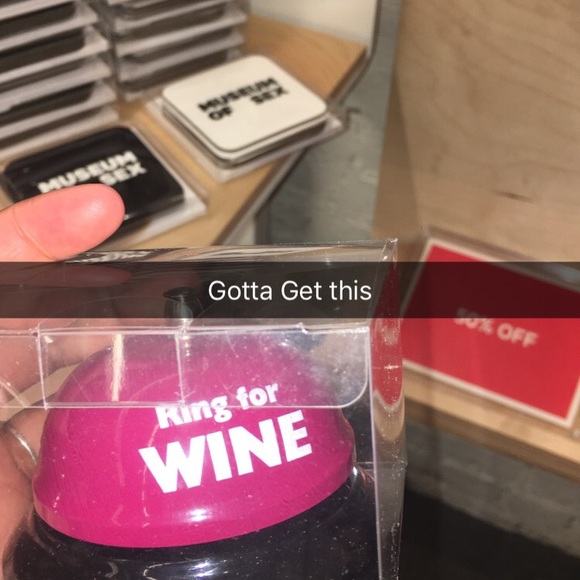 MUSEUM
OF SEX
MUSEUM
SEX
Gotta Get this
50% OFF
Ring for
WINE